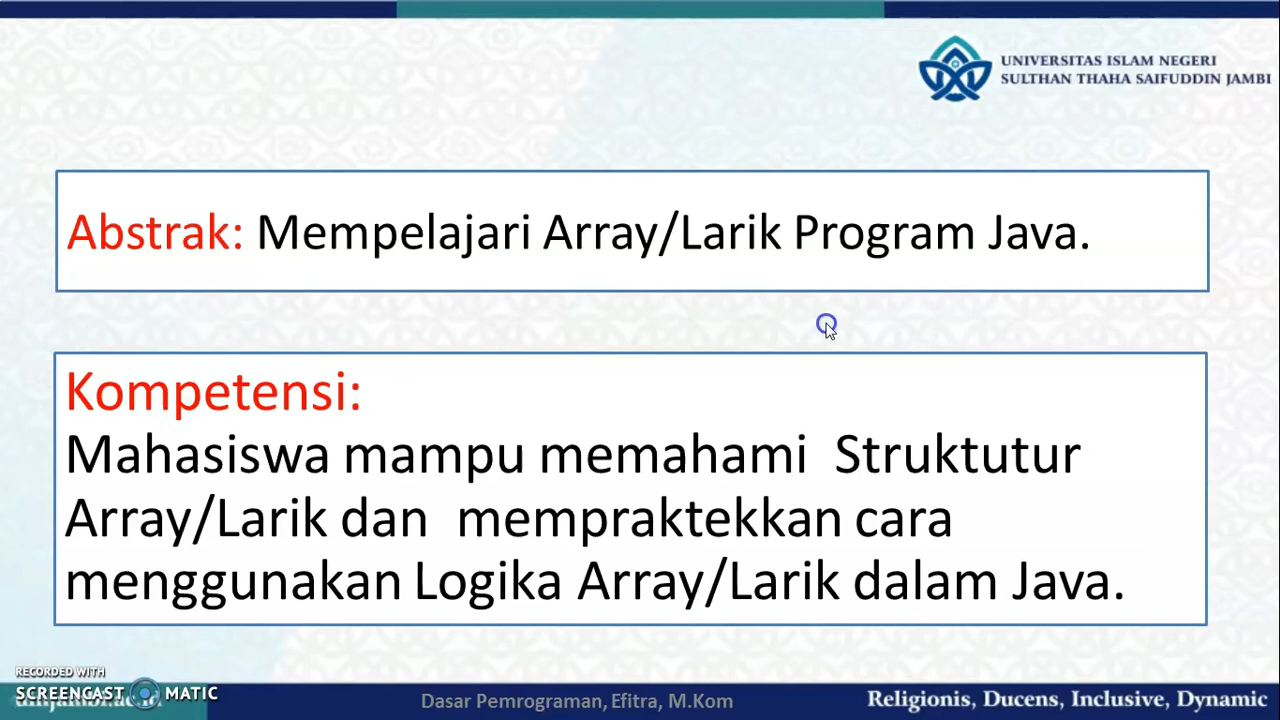 UNIVERSITAS ISLAM NEGERI
SULTHAN THAHA SAIFUDDIN JAMBI
Abstrak: Mempelajari Array/Larik Program Java.
Kompetensi:
Mahasiswa mampu memahami Struktutur
Array/Larik dan mempraktekkan cara
menggunakan Logika Array/Larik dalam Java.
RECORDED WITH
SCREENCAST MATIC
Dasar Pemrograman, Efitra, M.Kom
Religionis, Ducens, Inclusive, Dynamic